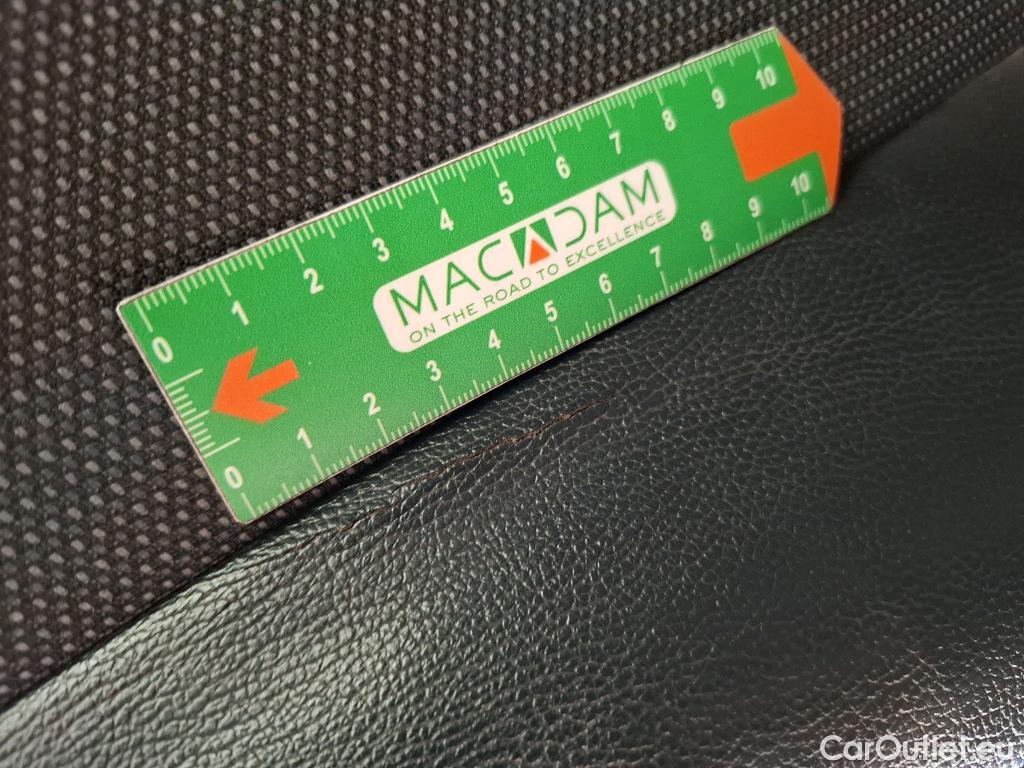 0 1 2 3 4 5 6 7 8 9 10
MACADAM
ON THE ROAD TO EXCELLENCE
0 1 2 3 4 5 6 7 8 9 10
CarOutlet.eu